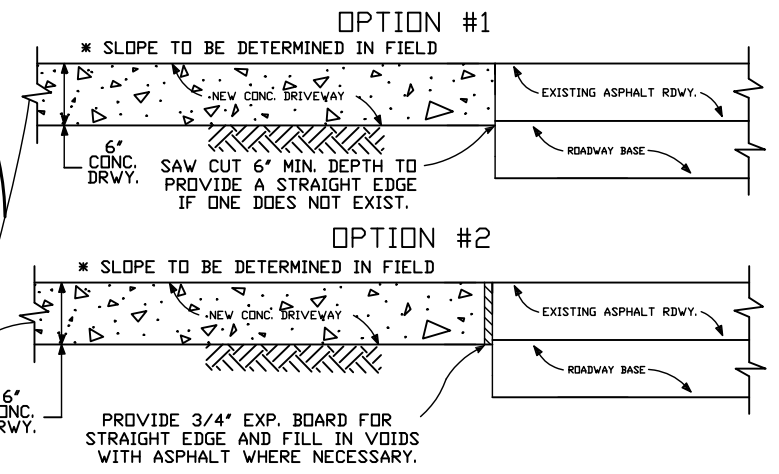 OPTION #1
* SLOPE TO BE DETERMINED IN FIELD
NEW CONC. DRIVEWAY
EXISTING ASPHALT RDWY.
ROADWAY BASE
6"
CONC.
DRWY.
SAW CUT 6" MIN. DEPTH TO
PROVIDE A STRAIGHT EDGE
IF ONE DOES NOT EXIST.
OPTION #2
* SLOPE TO BE DETERMINED IN FIELD
NEW CONC. DRIVEWAY
EXISTING ASPHALT RDWY.
ROADWAY BASE
6"
ONC.
RWY.
PROVIDE 3/4" EXP. BOARD FOR
STRAIGHT EDGE AND FILL IN VOIDS
WITH ASPHALT WHERE NECESSARY.